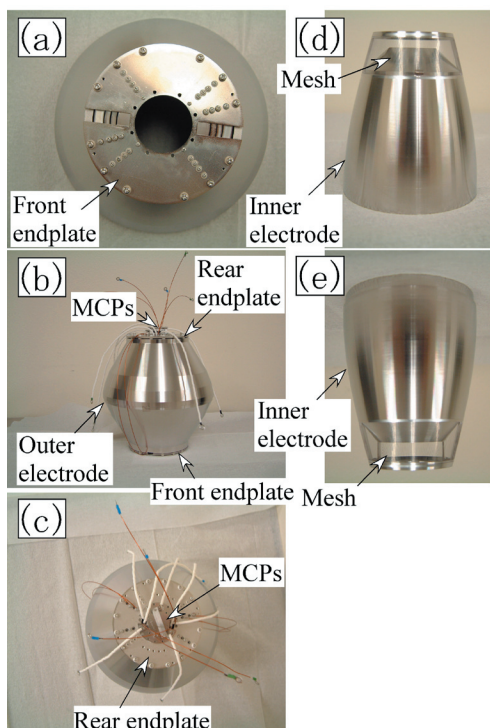 (a)
Front
endplate
(b)
MCPs
Rear
endplate
Outer
electrode
Front endplate
(c)
MCPs
Rear endplate
(d)
Mesh
Inner
electrode
(e)
Inner
electrode
Mesh